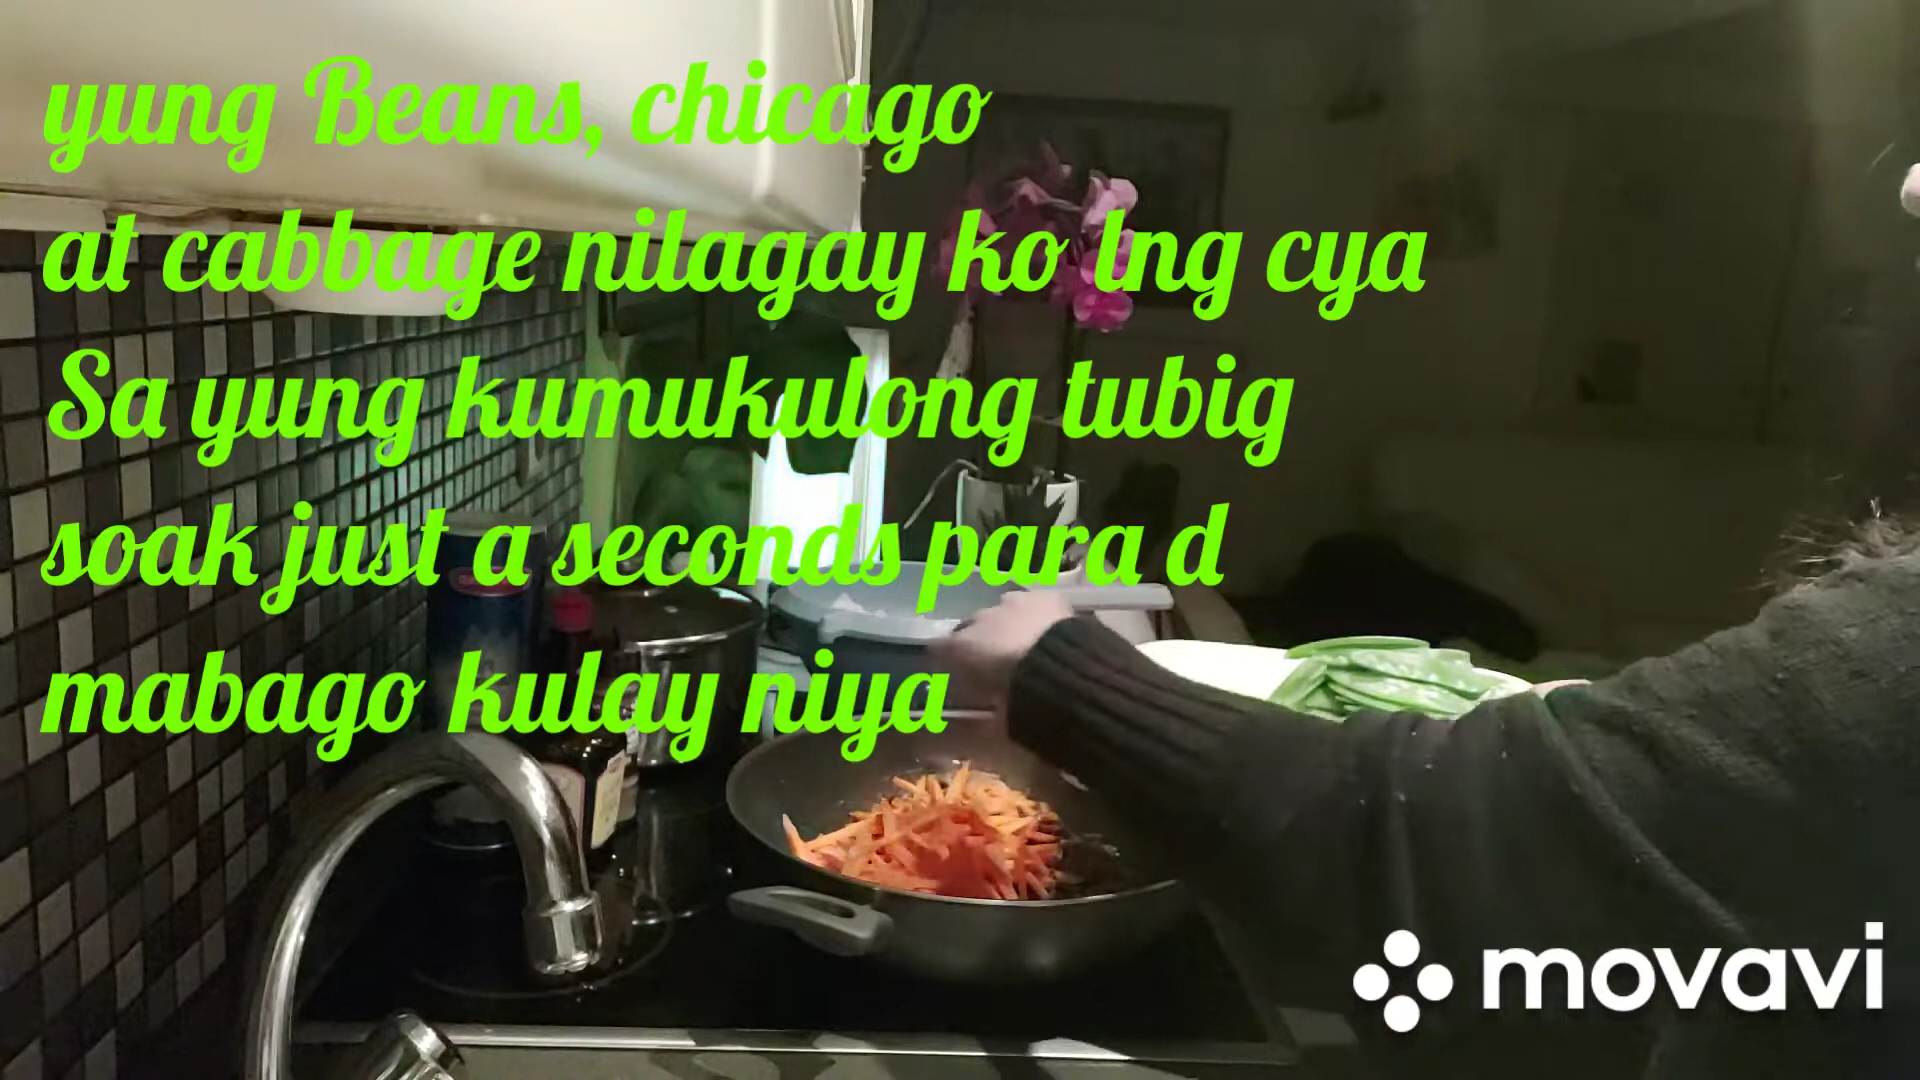 yung Beans, chicago
at cabbage nilagay ko lng cya
Sa yung kumukulong tubig
soak just a seconds para d
mabago kulay niya
movavi